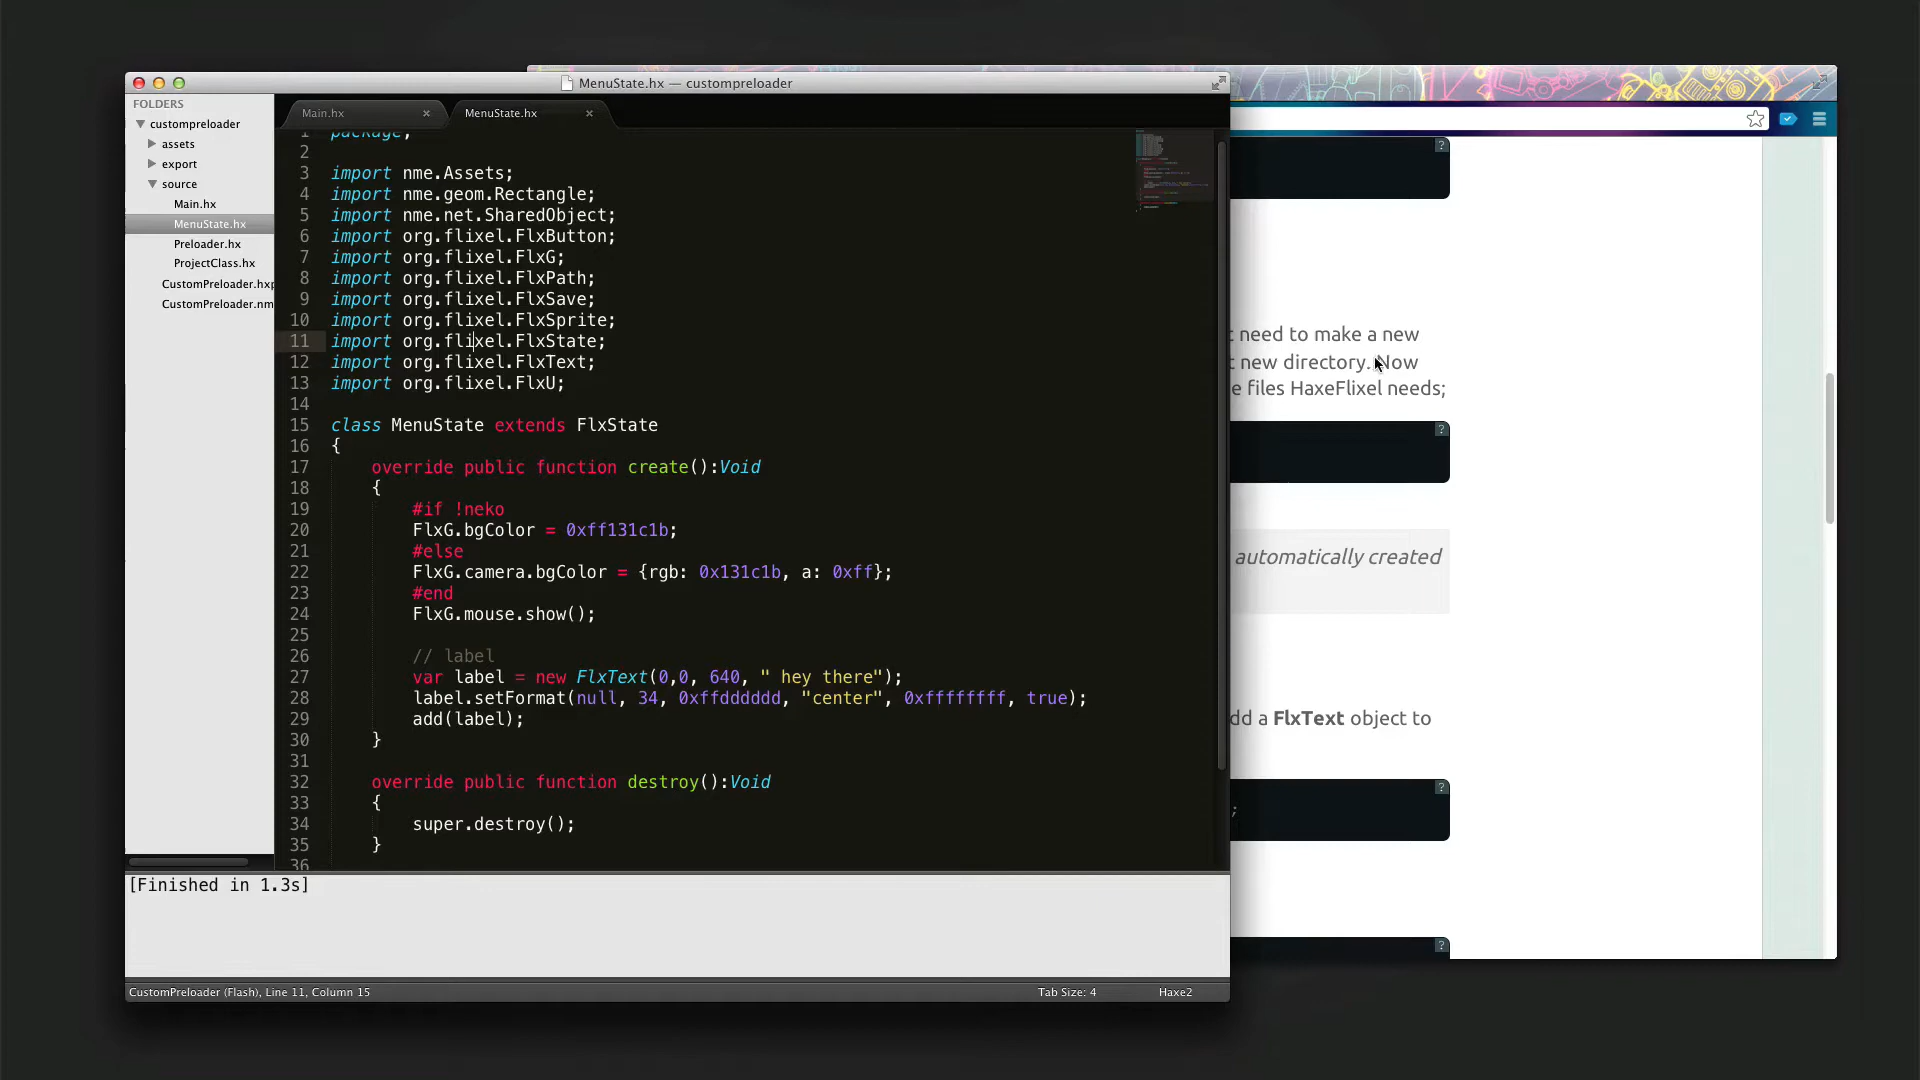 MenuState.hx — custompreloader
FOLDERS
custompreloader
assets
export
source
Main.hx
MenuState.hx
Preloader.hx
ProjectClass.hx
CustomPreloader.hxp
CustomPreloader.nm
Main.hx
MenuState.hx
1 package;
2
3 import nme.Assets;
4 import nme.geom.Rectangle;
5 import nme.net.SharedObject;
6 import org.flixel.FlxButton;
7 import org.flixel.FlxG;
8 import org.flixel.FlxPath;
9 import org.flixel.FlxSave;
10 import org.flixel.FlxSprite;
11 import org.flixel.FlxState;
12 import org.flixel.FlxText;
13 import org.flixel.FlxU;
14
15 class MenuState extends FlxState
16 {
17 override public function create():Void
18 {
19 #if !neko
20 FlxG.bgColor = 0xff131c1b;
21 #else
22 FlxG.camera.bgColor = {rgb: 0x131c1b, a: 0xff};
23 #end
24 FlxG.mouse.show();
25
26 // label
27 var label = new FlxText(0,0, 640, " hey there");
28 label.setFormat(null, 34, 0xffdddddd, "center", 0xffffffff, true);
29 add(label);
30 }
31
32 override public function destroy():Void
33 {
34 super.destroy();
35 }
36
[Finished in 1.3s]
CustomPreloader (Flash), Line 11, Column 15
Tab Size: 4
Haxe2
?
t need to make a new
t new directory. Now
e files HaxeFlixel needs;
?
automatically created
dd a FlxText object to
?
;
?